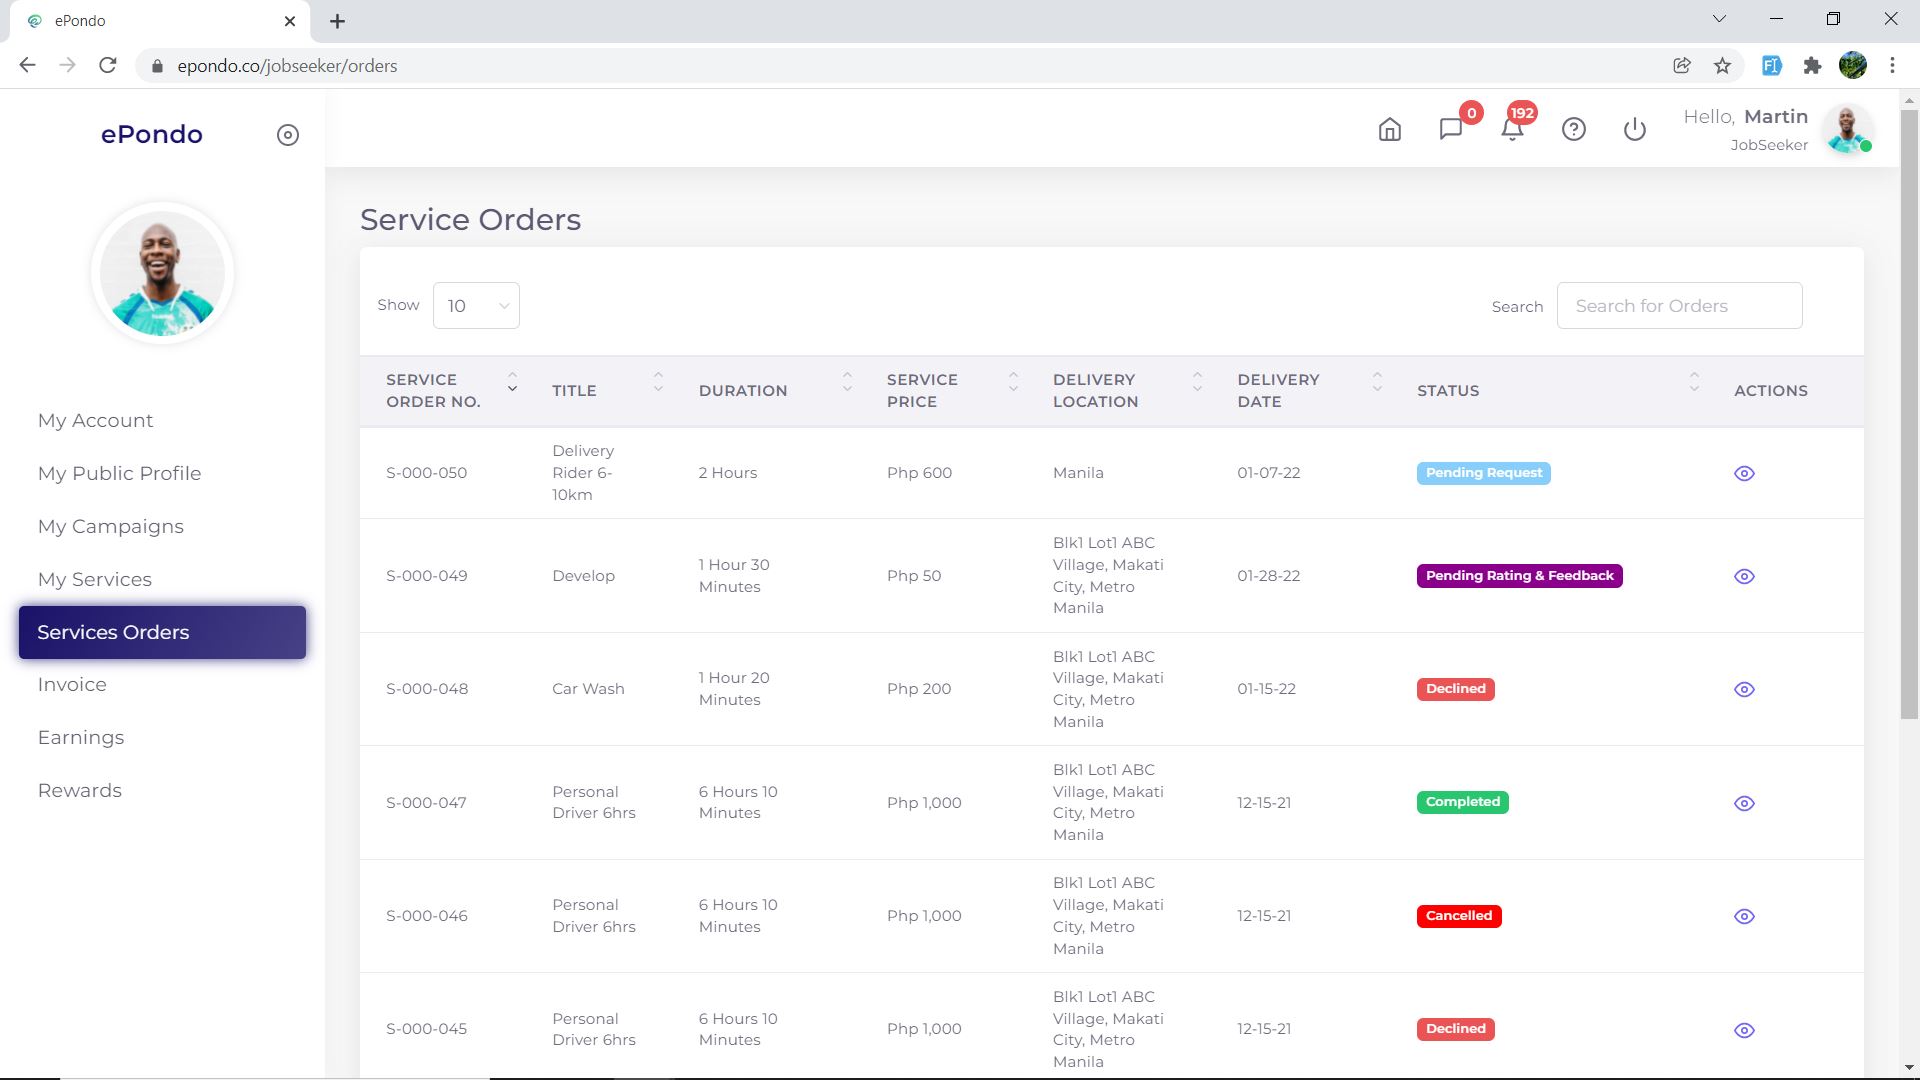 ePondo
epondo.co/jobseeker/orders
ePondo
0
192
Hello, Martin
JobSeeker
Service Orders
Show
10
Search
Search for Orders
My Account
My Public Profile
My Campaigns
My Services
Services Orders
Invoice
Earnings
Rewards
SERVICE
ORDER NO.
TITLE
DURATION
SERVICE
PRICE
DELIVERY
LOCATION
DELIVERY
DATE
STATUS
ACTIONS
S-000-050
Delivery
Rider 6-
10km
2 Hours
Php 600
Manila
01-07-22
Pending Request
S-000-049
Develop
1 Hour 30
Minutes
Php 50
Blk1 Lot1 ABC
Village, Makati
City, Metro
Manila
01-28-22
Pending Rating & Feedback
S-000-048
Car Wash
1 Hour 20
Minutes
Php 200
Blk1 Lot1 ABC
Village, Makati
City, Metro
Manila
01-15-22
Declined
S-000-047
Personal
Driver 6hrs
6 Hours 10
Minutes
Php 1,000
Blk1 Lot1 ABC
Village, Makati
City, Metro
Manila
12-15-21
Completed
S-000-046
Personal
Driver 6hrs
6 Hours 10
Minutes
Php 1,000
Blk1 Lot1 ABC
Village, Makati
City, Metro
Manila
12-15-21
Cancelled
S-000-045
Personal
Driver 6hrs
6 Hours 10
Minutes
Php 1,000
Blk1 Lot1 ABC
Village, Makati
City, Metro
Manila
12-15-21
Declined